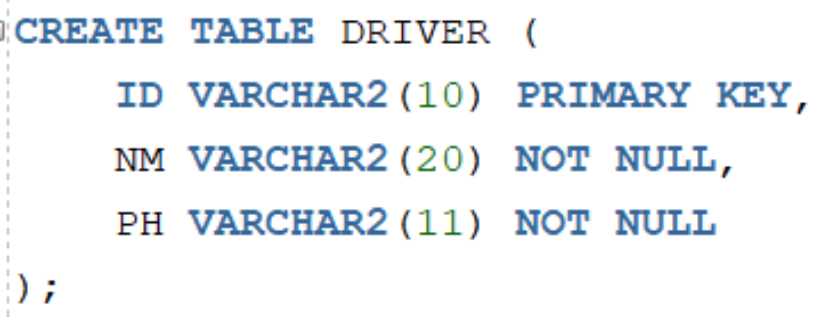 CREATE TABLE DRIVER (
ID VARCHAR2(10) PRIMARY KEY,
NM VARCHAR2(20) NOT NULL,
PH VARCHAR2(11) NOT NULL
);